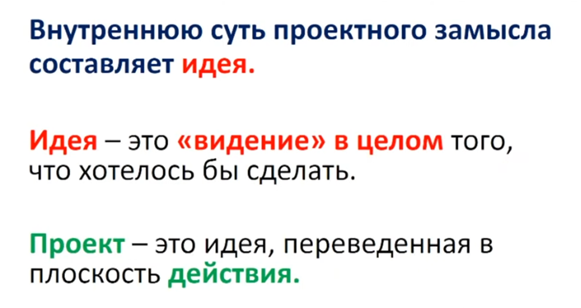 Внутреннюю суть проектного замысла
составляет идея.
Идея – это «видение» в целом того,
что хотелось бы сделать.
Проект – это идея, переведенная в
плоскость действия.